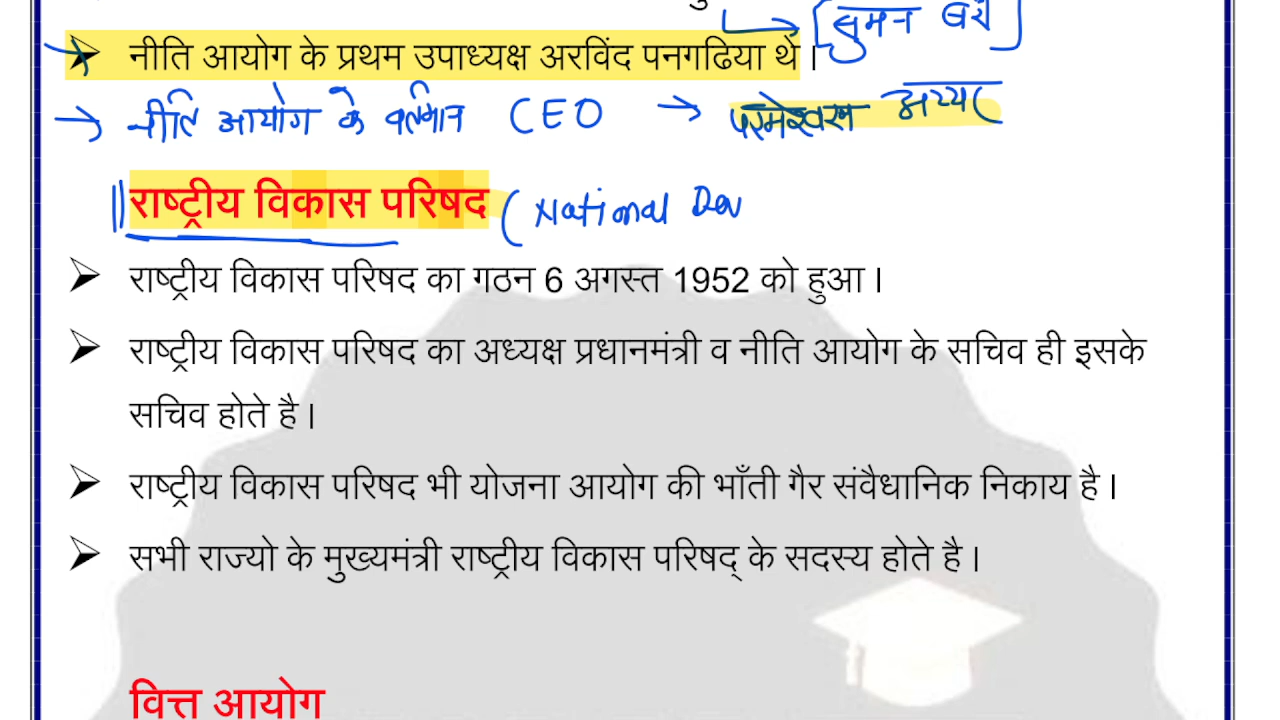 [सुमन बेरी]
नीति आयोग के प्रथम उपाध्यक्ष अरविंद पनगढिया थे ।
→ नीति आयोग के वर्तमान CEO → परमेश्वरन अय्यर
राष्ट्रीय विकास परिषद ( National Dev
➢ राष्ट्रीय विकास परिषद का गठन 6 अगस्त 1952 को हुआ ।
➢ राष्ट्रीय विकास परिषद का अध्यक्ष प्रधानमंत्री व नीति आयोग के सचिव ही इसके
सचिव होते है ।
➢ राष्ट्रीय विकास परिषद भी योजना आयोग की भाँती गैर संवैधानिक निकाय है ।
➢ सभी राज्यो के मुख्यमंत्री राष्ट्रीय विकास परिषद् के सदस्य होते है ।
वित्त आयोग